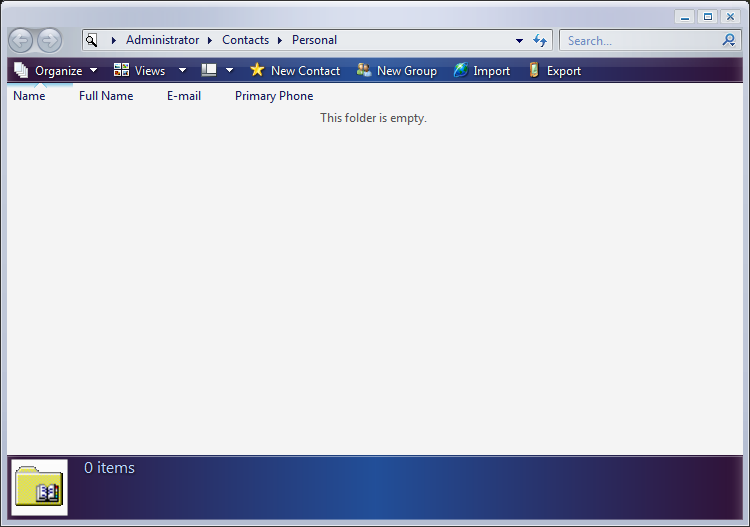 Administrator Contacts Personal Search...
Organize Views New Contact New Group Import Export
Name Full Name E-mail Primary Phone
This folder is empty.
0 items